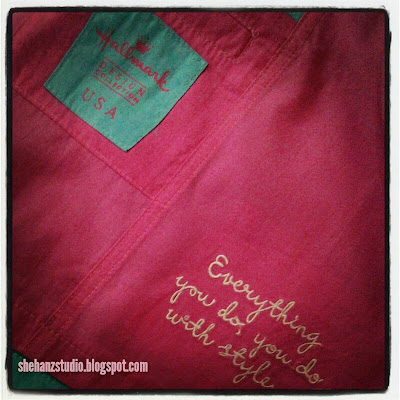 Hallmark
DESIGN
COLLECTION
USA
Everything
you do, you do
with style
shehanzstudio.blogspot.com